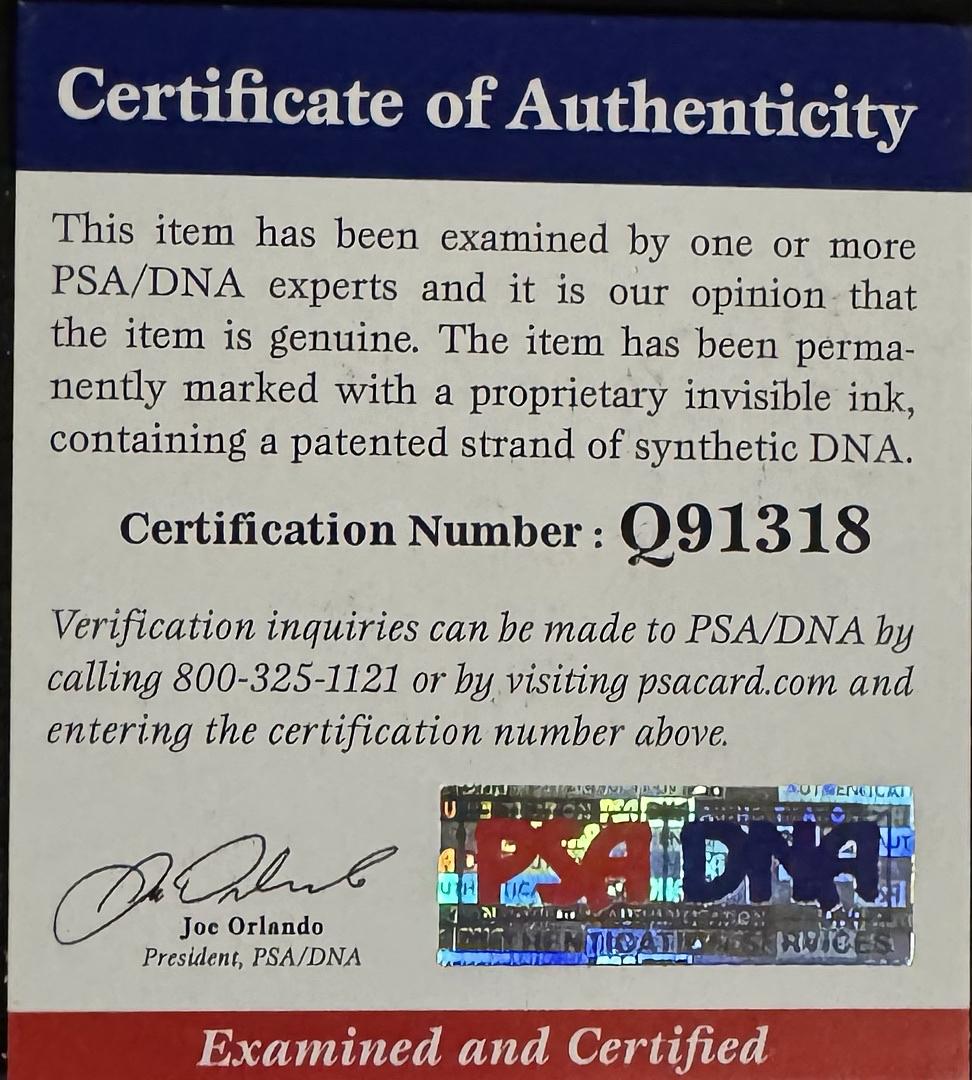 Certificate of Authenticity
This item has been examined by one or more
PSA/DNA experts and it is our opinion that
the item is genuine. The item has been perma-
nently marked with a proprietary invisible ink,
containing a patented strand of synthetic DNA.
Certification Number : Q91318
Verification inquiries can be made to PSA/DNA by
calling 800-325-1121 or by visiting psacard.com and
entering the certification number above.
Joe Orlando
President, PSA/DNA
PSA DNA
AUTHENTICATION SERVICES
Examined and Certified